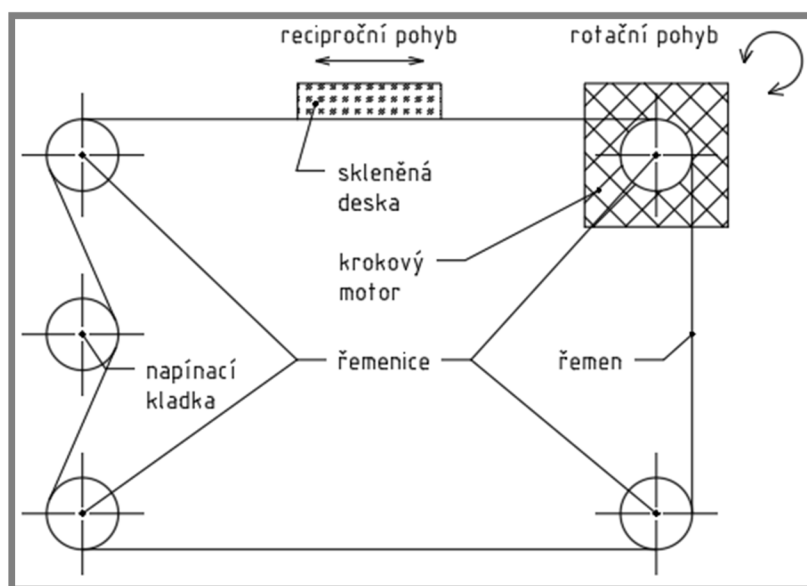 reciproční pohyb
rotační pohyb
skleněná
deska
krokový
motor
napínací
kladka
řemenice
řemen